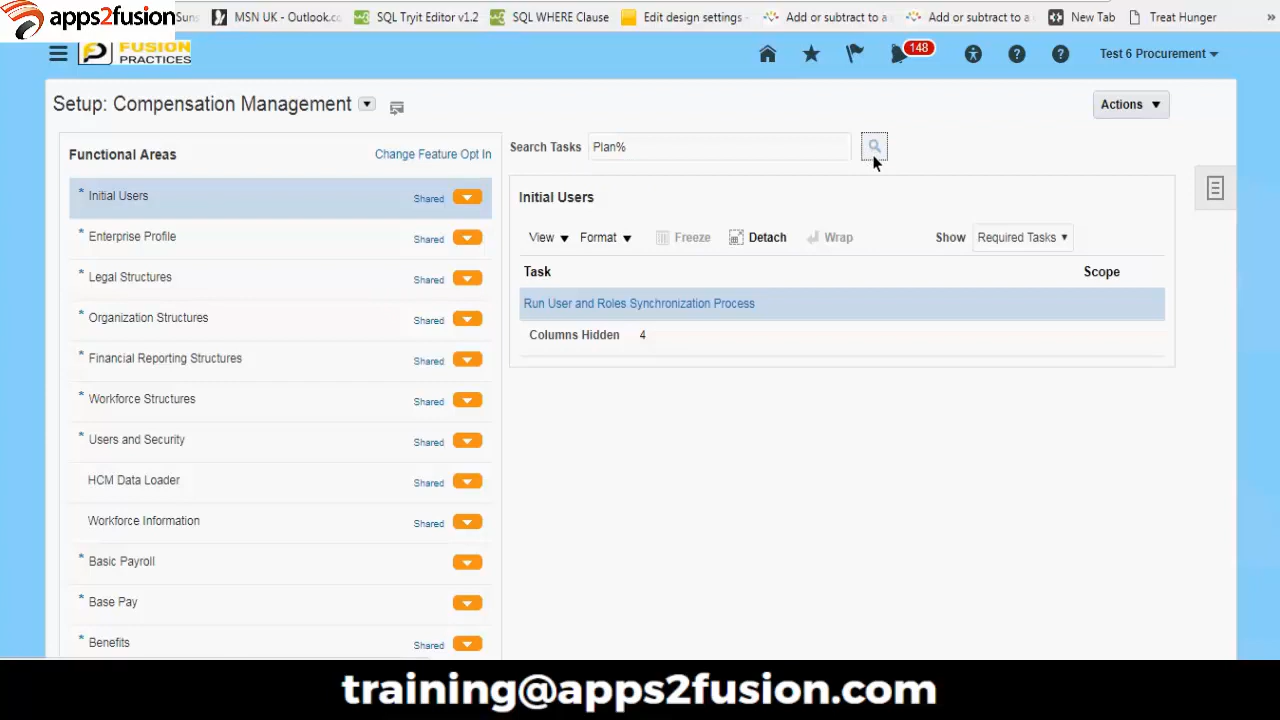 apps2fusion
Suns
MSN UK - Outlook.co
SQL Tryit Editor v1.2
SQL WHERE Clause
Edit design settings -
Add or subtract to a
Add or subtract to a
New Tab
Treat Hunger
»
FUSION
PRACTICES
148
Test 6 Procurement
Setup: Compensation Management
Actions
Functional Areas
Change Feature Opt In
Search Tasks Plan%
* Initial Users Shared
* Enterprise Profile Shared
* Legal Structures Shared
* Organization Structures Shared
* Financial Reporting Structures Shared
* Workforce Structures Shared
* Users and Security Shared
HCM Data Loader Shared
Workforce Information Shared
* Basic Payroll
* Base Pay
* Benefits Shared
Initial Users
View Format Freeze Detach Wrap Show Required Tasks
Task Scope
Run User and Roles Synchronization Process
Columns Hidden 4
training@apps2fusion.com